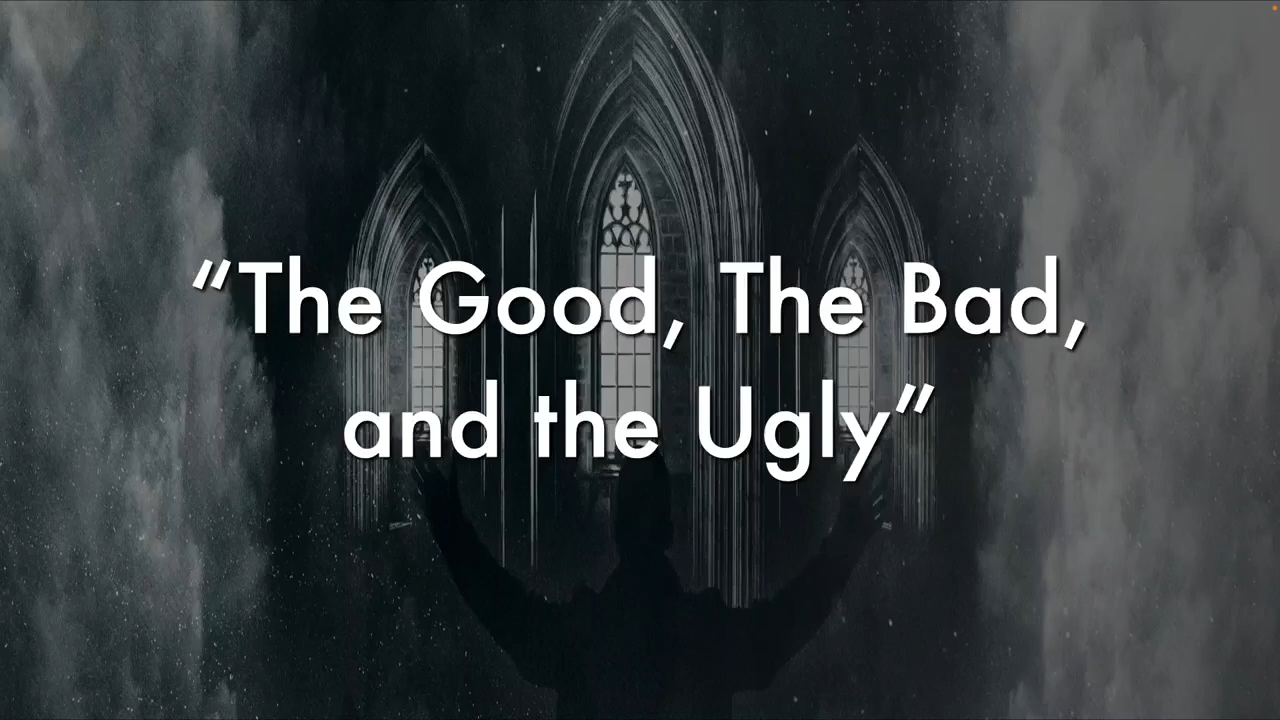 “The Good, The Bad,
and the Ugly”